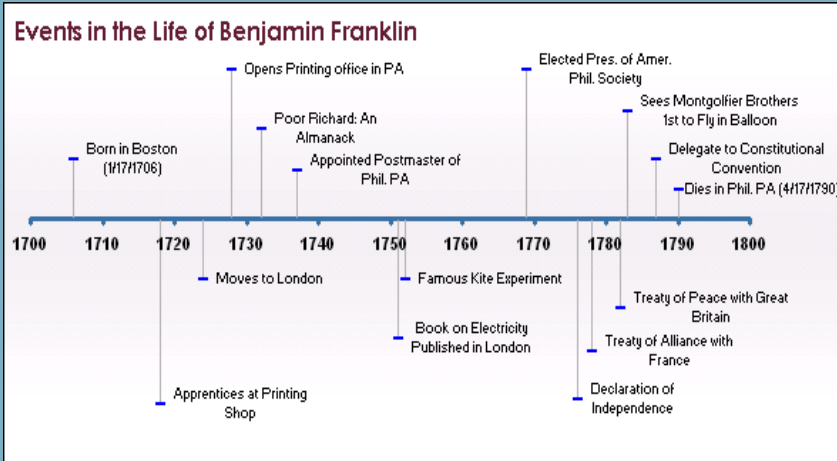 Events in the Life of Benjamin Franklin
Opens Printing office in PA
Elected Pres. of Amer.
Phil. Society
Sees Montgolfier Brothers
1st to Fly in Balloon
Poor Richard: An
Almanack
Born in Boston
(1/17/1706)
Appointed Postmaster of
Phil. PA
Delegate to Constitutional
Convention
Dies in Phil. PA (4/17/1790)
1700 1710 1720 1730 1740 1750 1760 1770 1780 1790 1800
Moves to London
Famous Kite Experiment
Treaty of Peace with Great
Britain
Book on Electricity
Published in London
Treaty of Alliance with
France
Apprentices at Printing
Shop
Declaration of
Independence